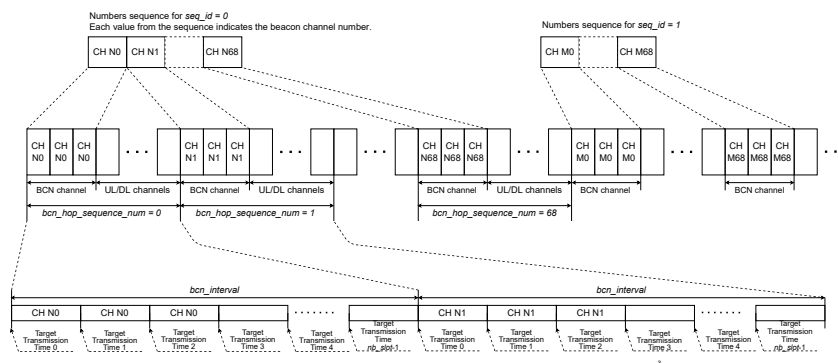 Numbers sequence for seq_id = 0
Each value from the sequence indicates the beacon channel number.
Numbers sequence for seq_id = 1
CH N0 CH N1 CH N68 CH M0 CH M68
CH CH CH CH CH CH CH CH CH CH CH CH CH CH CH
N0 N0 N0 N1 N1 N1 N68 N68 N68 M0 M0 M0 M68 M68 M68
BCN channel UL/DL channels BCN channel UL/DL channels BCN channel UL/DL channels BCN channel BCN channel
bcn_hop_sequence_num = 0 bcn_hop_sequence_num = 1 bcn_hop_sequence_num = 68
bcn_interval bcn_interval
CH N0 CH N0 CH N0 CH N1 CH N1 CH N1
Target Transmission Time 0
Target Transmission Time 1
Target Transmission Time 2
Target Transmission Time 3
Target Transmission Time 4
Target Transmission Time nb_slot-1
Target Transmission Time 0
Target Transmission Time 1
Target Transmission Time 2
Target Transmission Time 3
Target Transmission Time 4
Target Transmission Time nb_slot-1